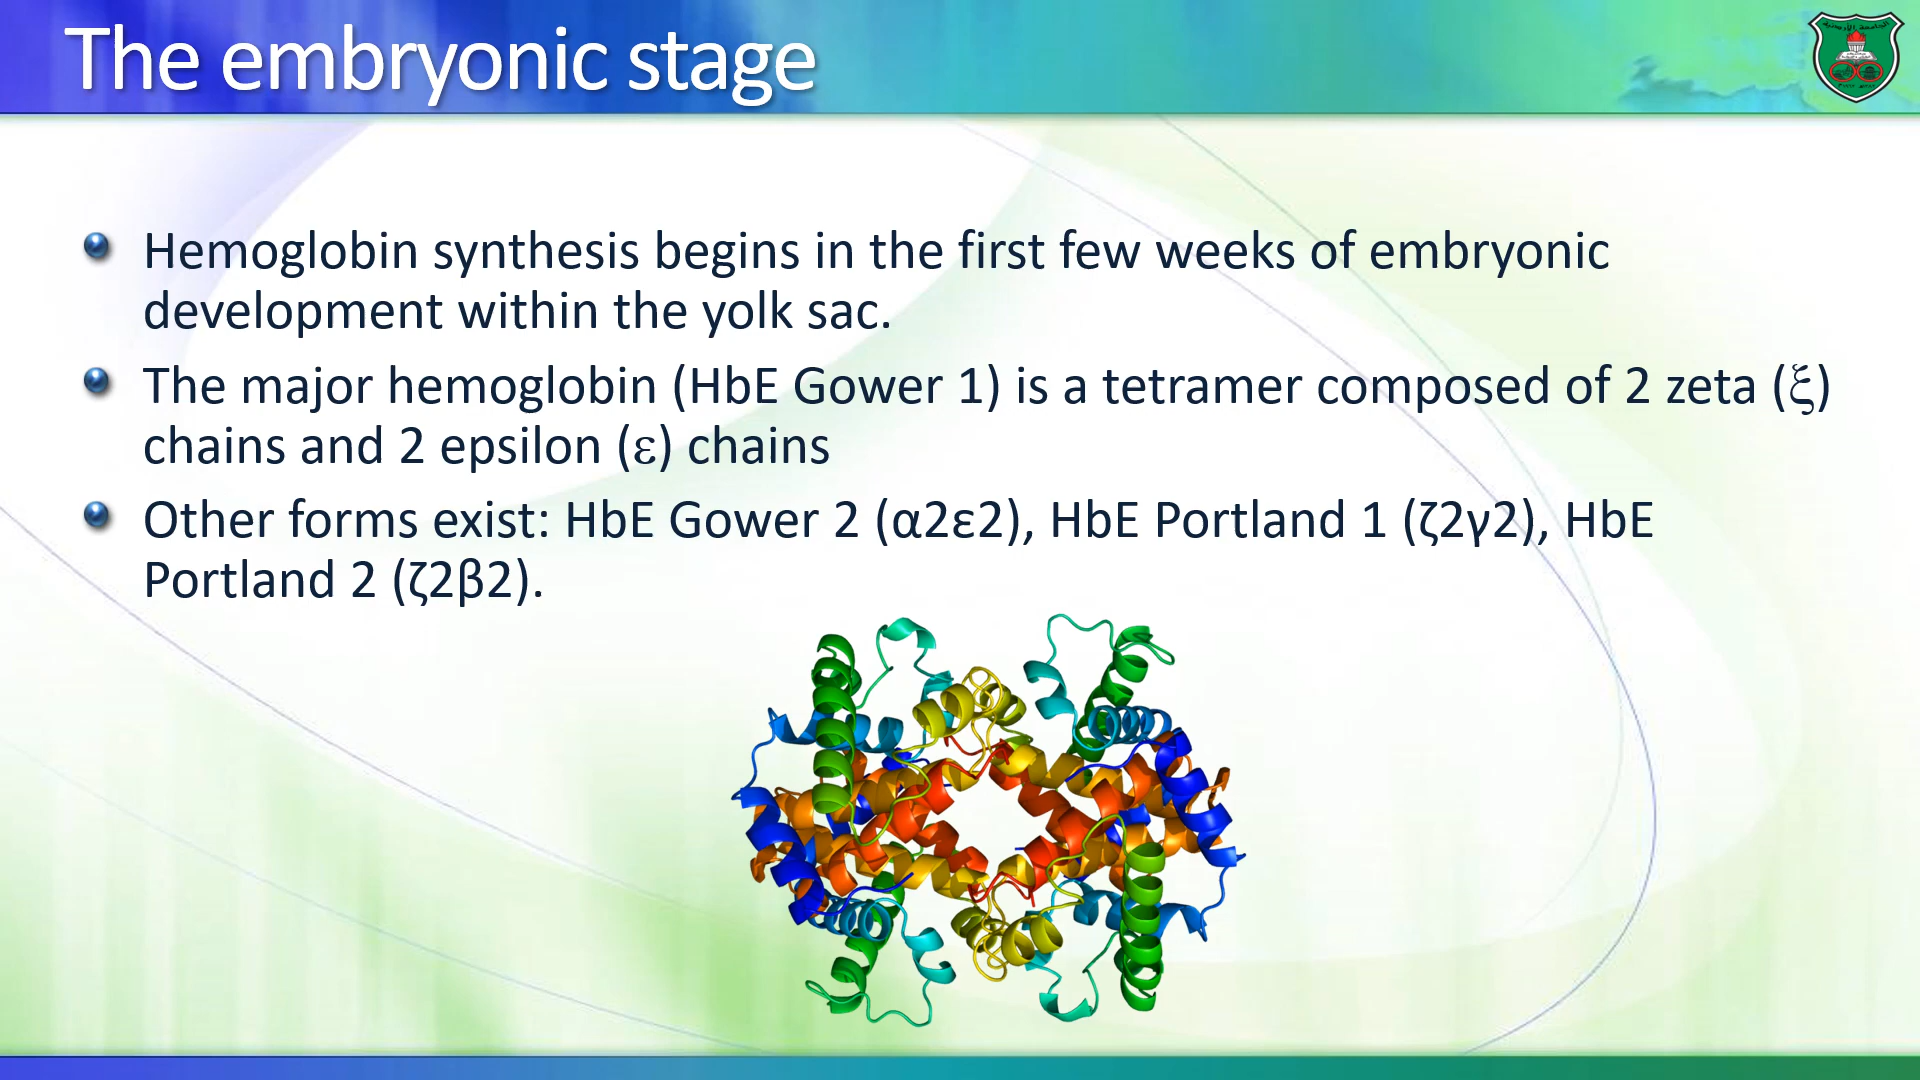 The embryonic stage
Hemoglobin synthesis begins in the first few weeks of embryonic
development within the yolk sac.
The major hemoglobin (HbE Gower 1) is a tetramer composed of 2 zeta (ξ)
chains and 2 epsilon (ε) chains
Other forms exist: HbE Gower 2 (α2ε2), HbE Portland 1 (ζ2γ2), HbE
Portland 2 (ζ2β2).